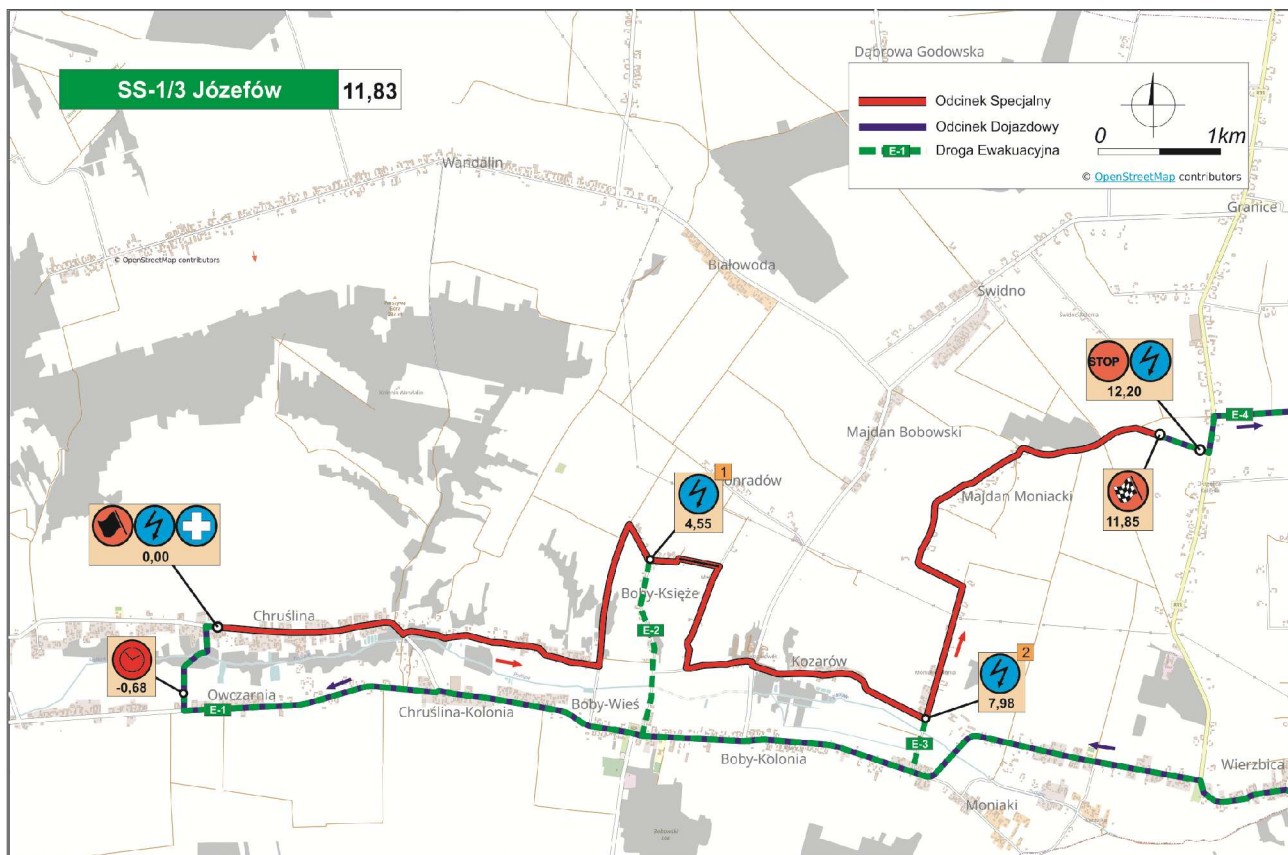 SS-1/3 Józefów 11,83
Dąbrowa Godowska
Odcinek Specjalny
Odcinek Dojazdowy
E-1 Droga Ewakuacyjna
0 1km
© OpenStreetMap contributors
Wandalin
Granice
© OpenStreetMap contributors
Białowoda
Świdno
STOP
12,20
E-4
Majdan Bobowski
1
4,55
Majdan Moniacki
11,85
0,00
Chruślina
Boby-Księże
E-2
Kozarów
2
7,98
-0,68
Owczarnia
E-1
Chruślina-Kolonia
Boby-Wieś
E-3
Boby-Kolonia
Wierzbica
Moniaki